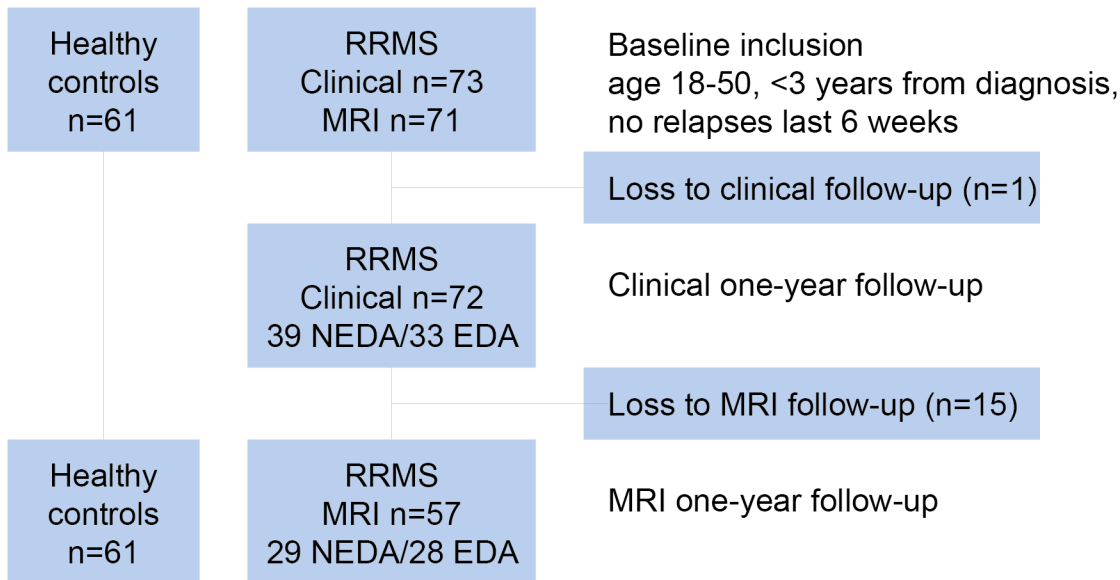 Healthy
controls
n=61
RRMS
Clinical n=73
MRI n=71
Baseline inclusion
age 18-50, <3 years from diagnosis,
no relapses last 6 weeks
Loss to clinical follow-up (n=1)
RRMS
Clinical n=72
39 NEDA/33 EDA
Clinical one-year follow-up
Loss to MRI follow-up (n=15)
Healthy
controls
n=61
RRMS
MRI n=57
29 NEDA/28 EDA
MRI one-year follow-up